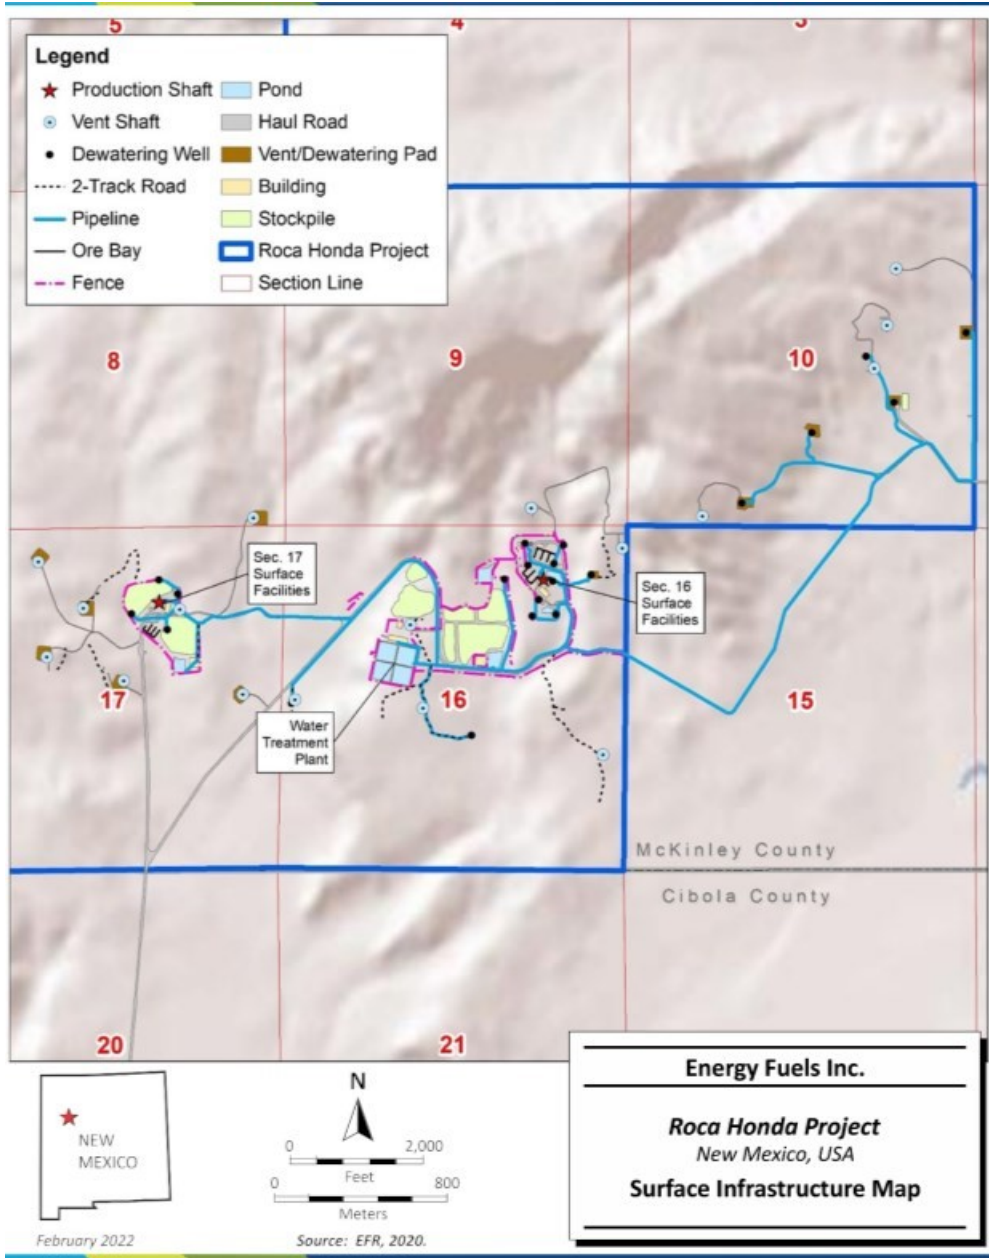 5
4
3
Legend
Production Shaft
Pond
Vent Shaft
Haul Road
Dewatering Well
Vent/Dewatering Pad
2-Track Road
Building
Pipeline
Stockpile
Ore Bay
Roca Honda Project
Fence
Section Line
8
9
10
Sec. 17
Surface
Facilities
Sec. 16
Surface
Facilities
17
16
15
Water
Treatment
Plant
McKinley County
Cibola County
20
21
Energy Fuels Inc.
Roca Honda Project
New Mexico, USA
Surface Infrastructure Map
NEW
MEXICO
N
0 2,000
Feet
0 800
Meters
February 2022
Source: EFR, 2020.